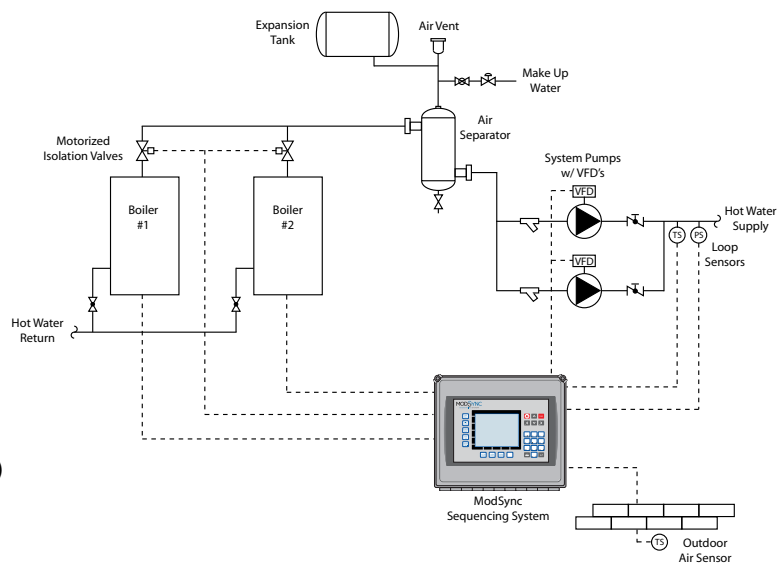 Expansion
Tank
Air Vent
Make Up
Water
Motorized
Isolation Valves
Air
Separator
System Pumps
w/ VFD's
VFD
Boiler
#1
Boiler
#2
Hot Water
Supply
TS
PS
Loop
Sensors
VFD
Hot Water
Return
MODSYNC
ModSync
Sequencing System
TS
Outdoor
Air Sensor
)